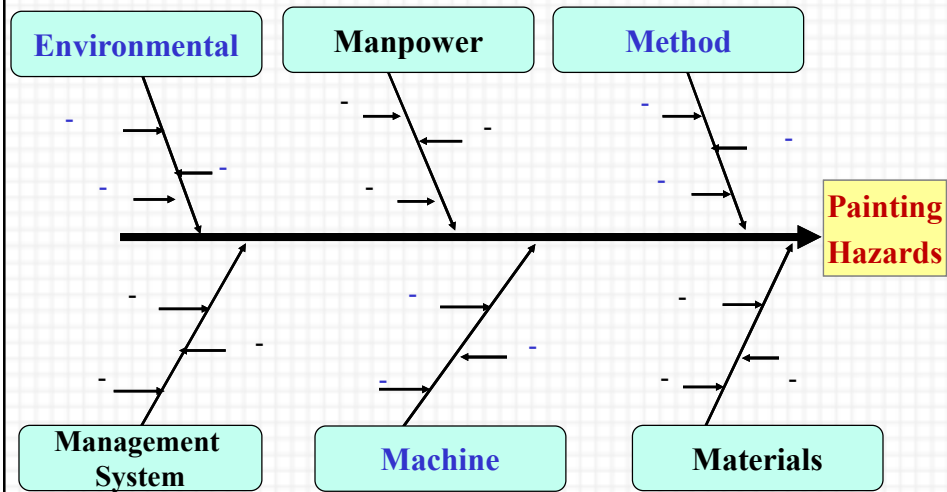 Environmental
Manpower
Method
-
-
-
-
-
-
-
-
-
Painting
Hazards
-
-
-
-
-
-
-
-
-
Management
System
Machine
Materials